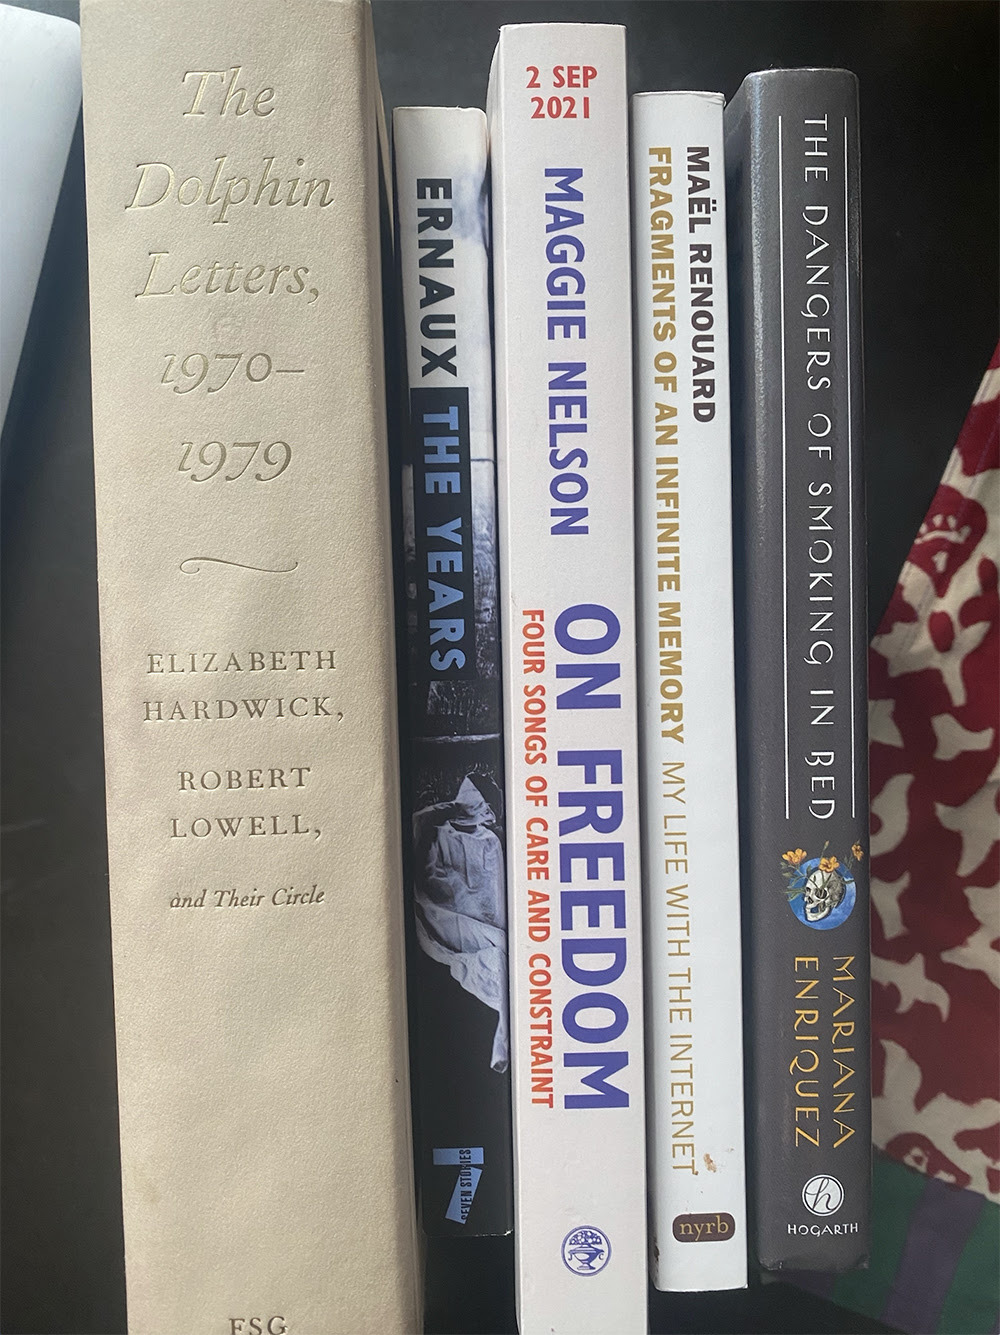 The
Dolphin
Letters,
1970–
1979
ELIZABETH
HARDWICK,
ROBERT
LOWELL,
and Their Circle
FSG
ERNAUX THE YEARS
SEVEN STORIES
2 SEP
2021
MAGGIE NELSON
ON FREEDOM
FOUR SONGS OF CARE AND CONSTRAINT
MAËL RENOUARD
FRAGMENTS OF AN INFINITE MEMORY MY LIFE WITH THE INTERNET
nyrb
THE DANGERS OF SMOKING IN BED
MARIANA
ENRIQUEZ
h
HOGARTH